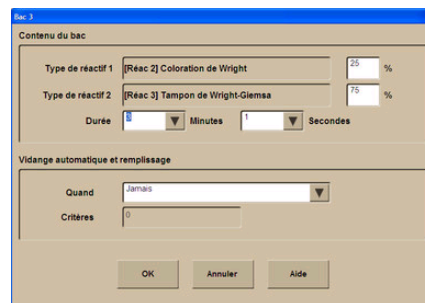 Bac 3
Contenu du bac
Type de réactif 1 [Réac 2] Coloration de Wright 25 %
Type de réactif 2 [Réac 3] Tampon de Wright-Giemsa 75 %
Durée 3 Minutes 1 Secondes
Vidange automatique et remplissage
Quand Jamais
Critères 0
OK Annuler Aide